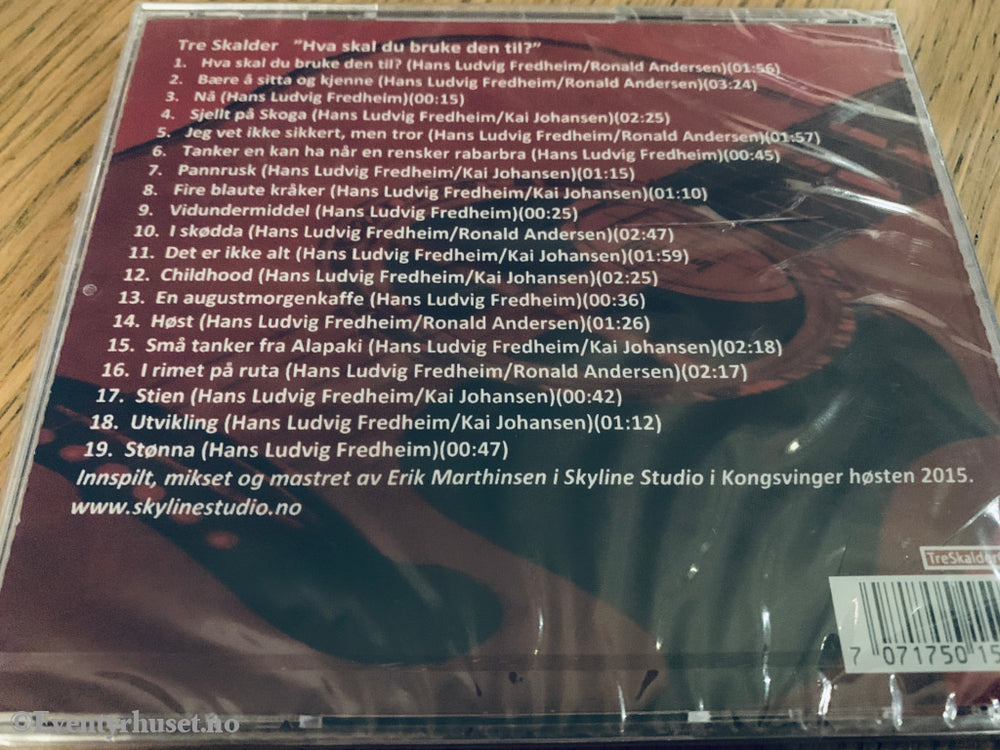 Tre Skalder "Hva skal du bruke den til?"
1. Hva skal du bruke den til? (Hans Ludvig Fredheim/Ronald Andersen)(01:56)
2. Bære å sitta og kjenne (Hans Ludvig Fredheim/Ronald Andersen)(03:24)
3. Nå (Hans Ludvig Fredheim)(00:15)
4. Sjellt på Skoga (Hans Ludvig Fredheim/Kai Johansen)(02:25)
5. Jeg vet ikke sikkert, men tror (Hans Ludvig Fredheim/Ronald Andersen)(01:57)
6. Tanker en kan ha når en rensker rabarbra (Hans Ludvig Fredheim)(00:45)
7. Pannrusk (Hans Ludvig Fredheim/Kai Johansen)(01:15)
8. Fire blaute kråker (Hans Ludvig Fredheim/Kai Johansen)(01:10)
9. Vidundermiddel (Hans Ludvig Fredheim)(00:25)
10. I skødda (Hans Ludvig Fredheim/Ronald Andersen)(02:47)
11. Det er ikke alt (Hans Ludvig Fredheim/Kai Johansen)(01:59)
12. Childhood (Hans Ludvig Fredheim/Kai Johansen)(02:25)
13. En augustmorgenkaffe (Hans Ludvig Fredheim)(00:36)
14. Høst (Hans Ludvig Fredheim/Ronald Andersen)(01:26)
15. Små tanker fra Alapaki (Hans Ludvig Fredheim/Kai Johansen)(02:18)
16. I rimet på ruta (Hans Ludvig Fredheim/Ronald Andersen)(02:17)
17. Stien (Hans Ludvig Fredheim/Kai Johansen)(00:42)
18. Utvikling (Hans Ludvig Fredheim/Kai Johansen)(01:12)
19. Stønna (Hans Ludvig Fredheim)(00:47)
Innspilt, mikset og mastret av Erik Marthinsen i Skyline Studio i Kongsvinger høsten 2015.
www.skylinestudio.no
TreSkalder
7 071750 15
©Eventyrhuset.no